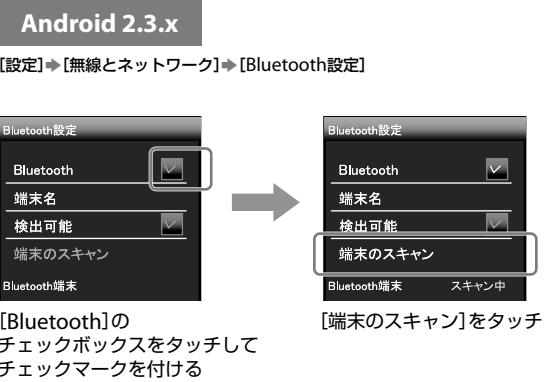 Android 2.3.x
[設定]➡[無線とネットワーク]➡[Bluetooth設定]
Bluetooth設定
Bluetooth
端末名
検出可能
端末のスキャン
Bluetooth端末
[Bluetooth]の
チェックボックスをタッチして
チェックマークを付ける
Bluetooth設定
Bluetooth
端末名
検出可能
端末のスキャン
Bluetooth端末 スキャン中
[端末のスキャン]をタッチ